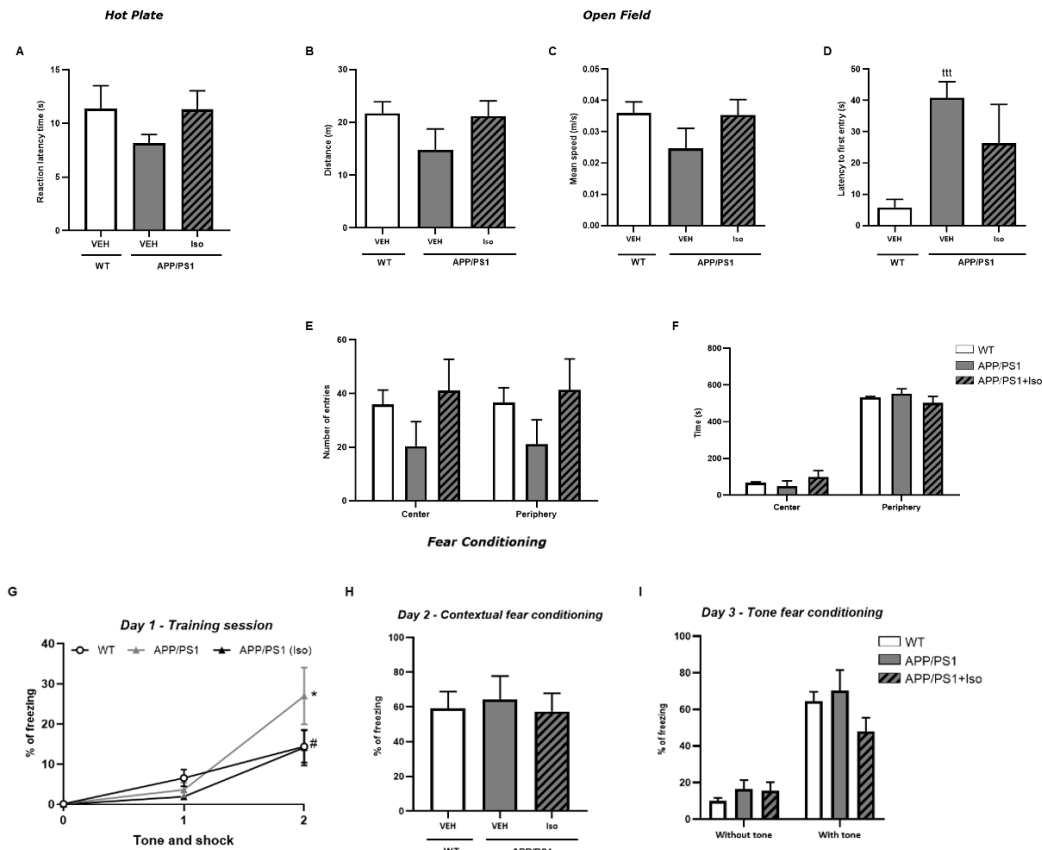 Hot Plate
Open Field
A
Reaction latency time (s)
15
10
5
0
VEH VEH Iso
WT APP/PS1
B
Distance (m)
30
20
10
0
VEH VEH Iso
WT APP/PS1
C
Mean speed (m/s)
0.05
0.04
0.03
0.02
0.01
0.00
VEH VEH Iso
WT APP/PS1
D
Latency to first entry (s)
50
40
30
20
10
0
ttt
VEH VEH Iso
WT APP/PS1
E
Number of entries
60
40
20
0
Center Periphery
F
Time (s)
800
600
400
200
0
Center Periphery
WT
APP/PS1
APP/PS1+Iso
Fear Conditioning
G
Day 1 - Training session
WT APP/PS1 APP/PS1 (Iso)
% of freezing
40
30
20
10
0
*
#
0 1 2
Tone and shock
H
Day 2 - Contextual fear conditioning
% of freezing
100
80
60
40
20
0
VEH VEH Iso
WT APP/PS1
I
Day 3 - Tone fear conditioning
% of freezing
100
80
60
40
20
0
Without tone With tone
WT
APP/PS1
APP/PS1+Iso